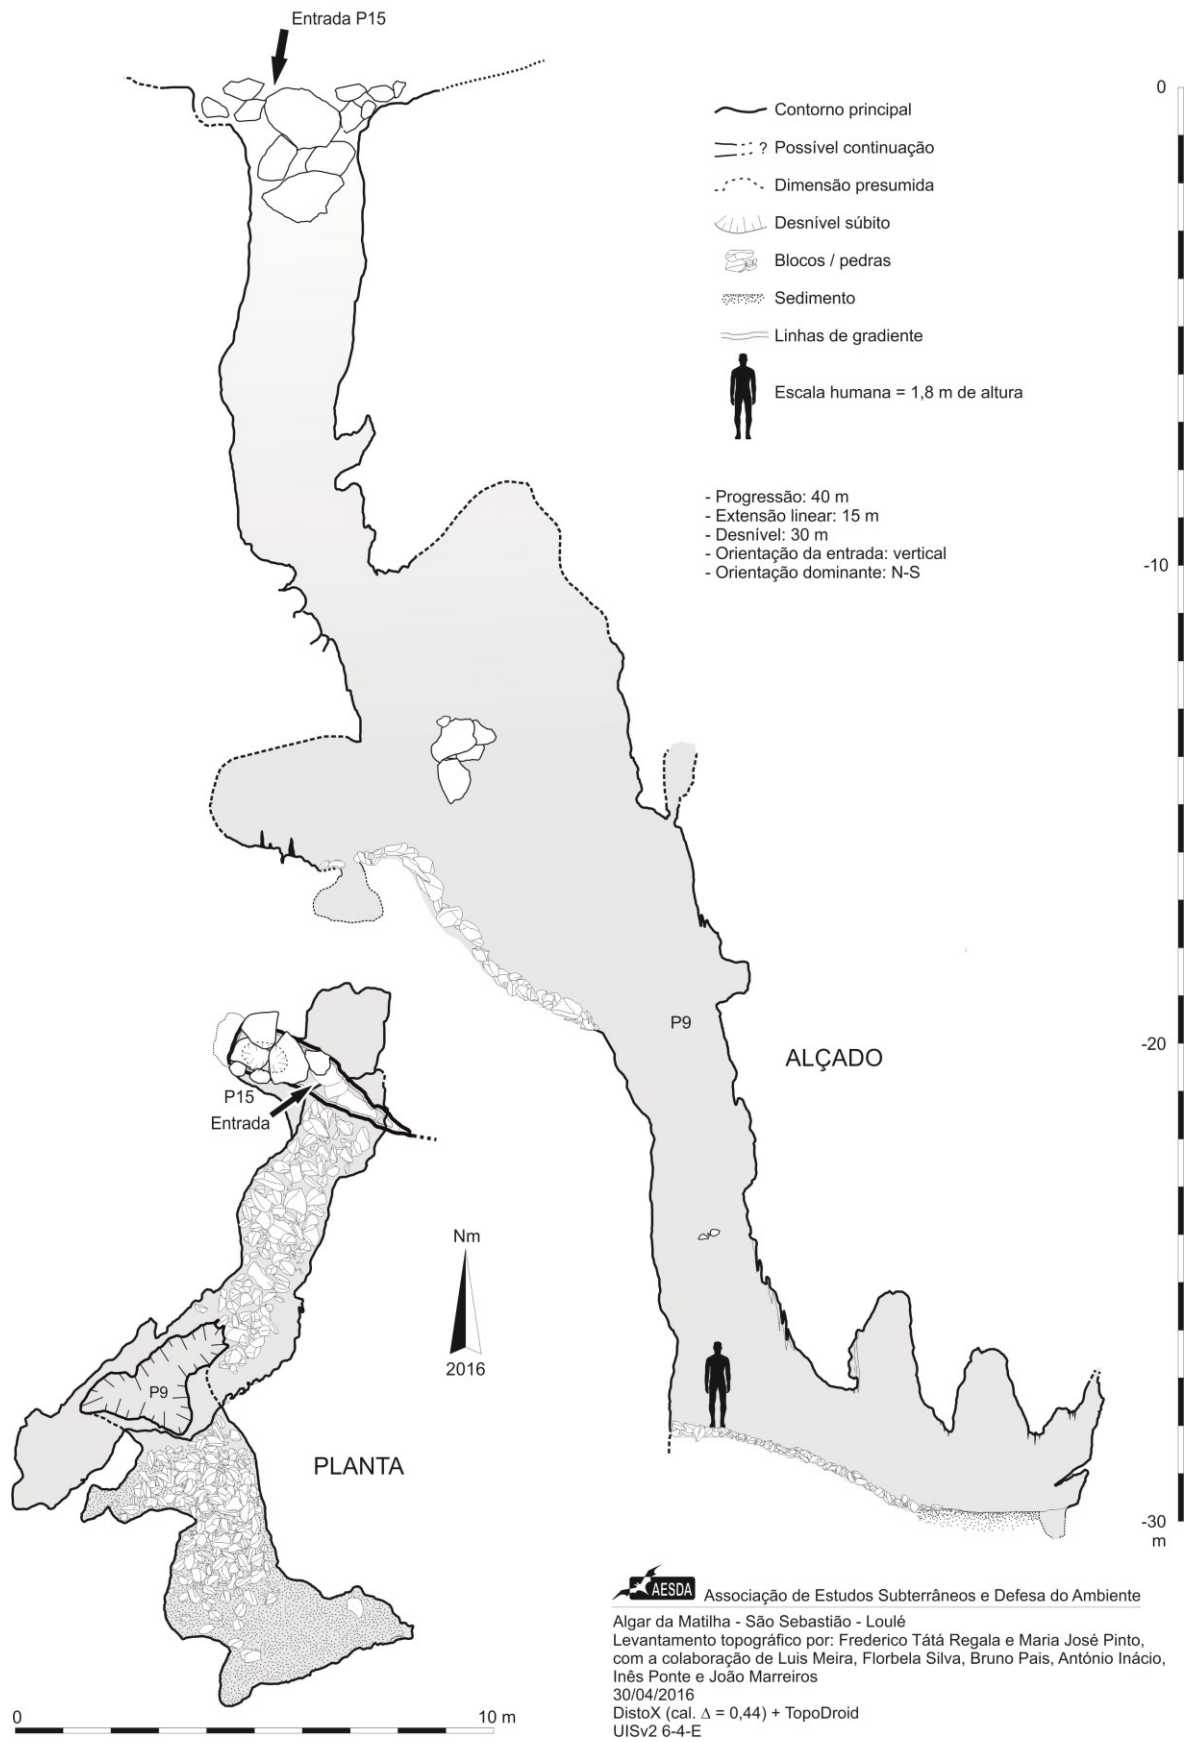 Entrada P15
0
Contorno principal
? Possível continuação
Dimensão presumida
Desnível súbito
Blocos / pedras
Sedimento
Linhas de gradiente
Escala humana = 1,8 m de altura
- Progressão: 40 m
- Extensão linear: 15 m
- Desnível: 30 m
- Orientação da entrada: vertical
- Orientação dominante: N-S
-10
P9
-20
ALÇADO
P15
Entrada
Nm
2016
P9
PLANTA
-30
m
AESDA Associação de Estudos Subterrâneos e Defesa do Ambiente
Algar da Matilha - São Sebastião - Loulé
Levantamento topográfico por: Frederico Tátá Regala e Maria José Pinto,
com a colaboração de Luis Meira, Florbela Silva, Bruno Pais, António Inácio,
Inês Ponte e João Marreiros
30/04/2016
DistoX (cal. Δ = 0,44) + TopoDroid
UISv2 6-4-E
0 10 m